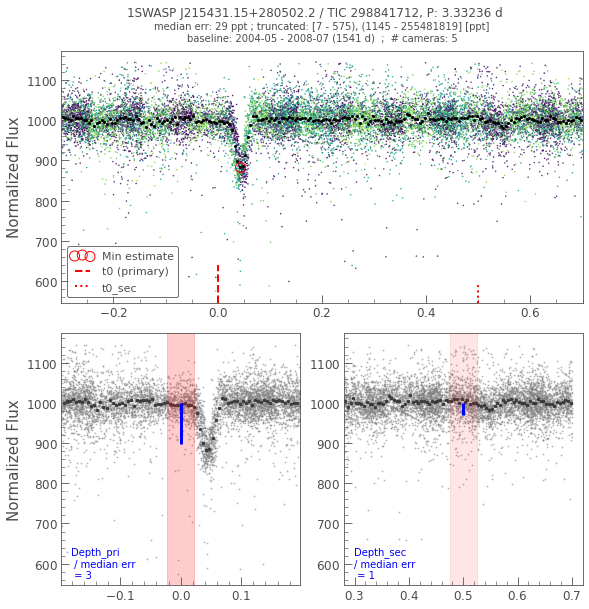 1SWASP J215431.15+280502.2 / TIC 298841712, P: 3.33236 d
median err: 29 ppt ; truncated: [7 - 575), (1145 - 255481819] [ppt]
baseline: 2004-05 - 2008-07 (1541 d)  ;  # cameras: 5
Normalized Flux
1100
1000
900
800
700
600
Min estimate
t0 (primary)
t0_sec
−0.2
0.0
0.2
0.4
0.6
Normalized Flux
1100
1000
900
800
700
600
Depth_pri
/ median err
= 3
−0.1
0.0
0.1
1100
1000
900
800
700
600
Depth_sec
/ median err
= 1
0.3
0.4
0.5
0.6
0.7